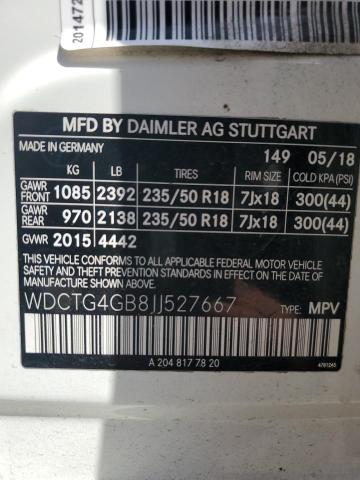 201472
MFD BY DAIMLER AG STUTTGART
MADE IN GERMANY 149 05/18
KG LB TIRES RIM SIZE COLD KPA(PSI)
GAWR FRONT 1085 2392 235/50 R18 7Jx18 300(44)
GAWR REAR 970 2138 235/50 R18 7Jx18 300(44)
GVWR 2015 4442
THIS VEHICLE CONFORMS TO ALL APPLICABLE FEDERAL MOTOR
VEHICLE SAFETY, BUMPER, AND THEFT PREVENTION
STANDARDS IN EFFECT ON THE
DATE OF MANUFACTURE SHOWN ABOVE.
WDCTG4GB8JJ527667 TYPE: MPV
A 204 817 78 20
4781245